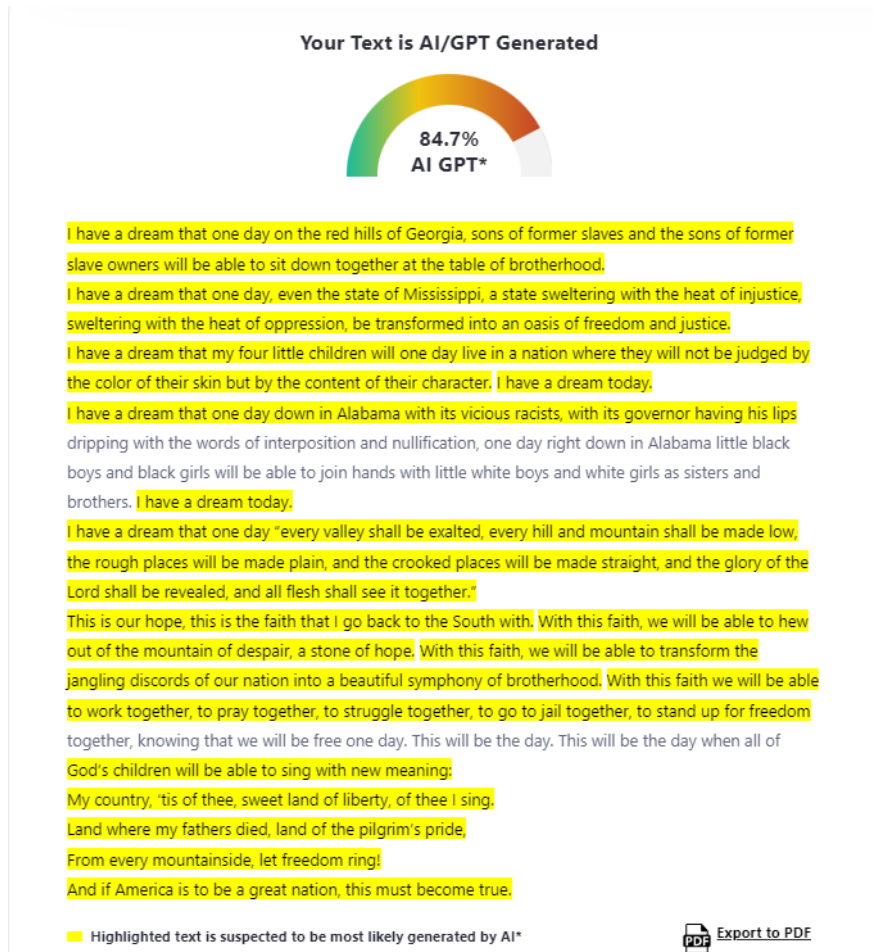 Your Text is AI/GPT Generated
84.7%
AI GPT*
I have a dream that one day on the red hills of Georgia, sons of former slaves and the sons of former
slave owners will be able to sit down together at the table of brotherhood.
I have a dream that one day, even the state of Mississippi, a state sweltering with the heat of injustice,
sweltering with the heat of oppression, be transformed into an oasis of freedom and justice.
I have a dream that my four little children will one day live in a nation where they will not be judged by
the color of their skin but by the content of their character. I have a dream today.
I have a dream that one day down in Alabama with its vicious racists, with its governor having his lips
dripping with the words of interposition and nullification, one day right down in Alabama little black
boys and black girls will be able to join hands with little white boys and white girls as sisters and
brothers. I have a dream today.
I have a dream that one day “every valley shall be exalted, every hill and mountain shall be made low,
the rough places will be made plain, and the crooked places will be made straight, and the glory of the
Lord shall be revealed, and all flesh shall see it together.”
This is our hope, this is the faith that I go back to the South with. With this faith, we will be able to hew
out of the mountain of despair, a stone of hope. With this faith, we will be able to transform the
jangling discords of our nation into a beautiful symphony of brotherhood. With this faith we will be able
to work together, to pray together, to struggle together, to go to jail together, to stand up for freedom
together, knowing that we will be free one day. This will be the day. This will be the day when all of
God’s children will be able to sing with new meaning:
My country, ‘tis of thee, sweet land of liberty, of thee I sing.
Land where my fathers died, land of the pilgrim’s pride,
From every mountainside, let freedom ring!
And if America is to be a great nation, this must become true.
Highlighted text is suspected to be most likely generated by AI*
PDF Export to PDF